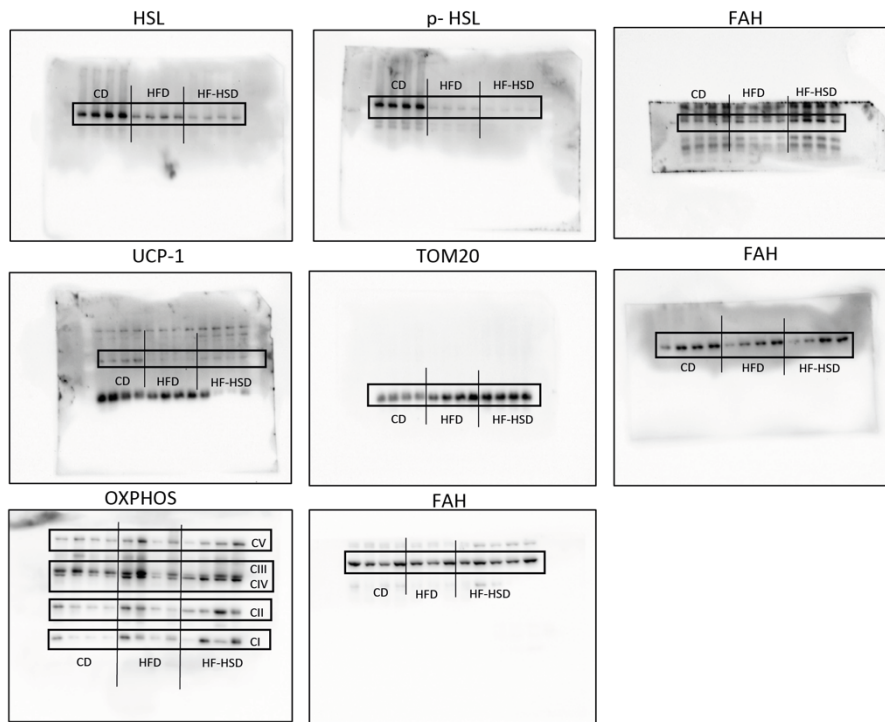 HSL
p- HSL
FAH
CD HFD HF-HSD
CD HFD HF-HSD
CD HFD HF-HSD
UCP-1
TOM20
FAH
CD HFD HF-HSD
CD HFD HF-HSD
CD HFD HF-HSD
OXPHOS
FAH
CV
CIII
CIV
CII
CI
CD HFD HF-HSD
CD HFD HF-HSD